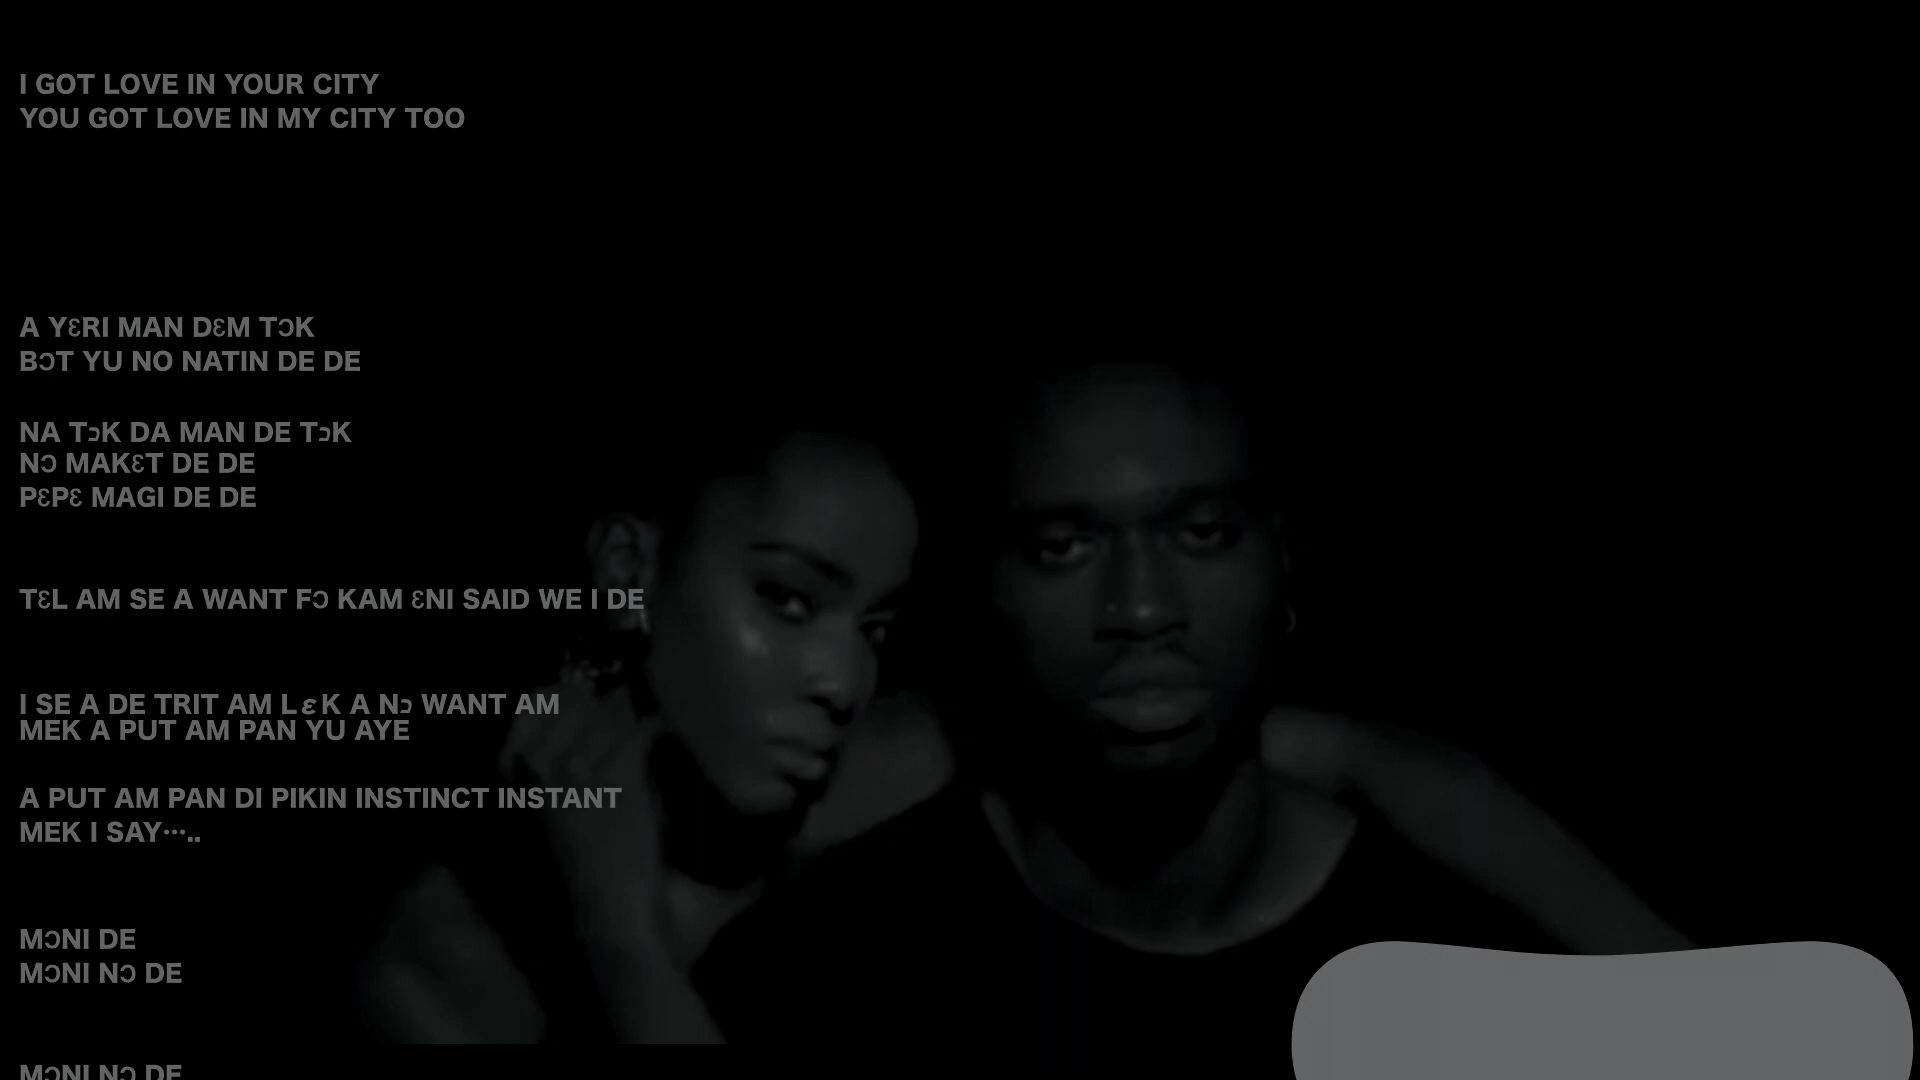 I GOT LOVE IN YOUR CITY
YOU GOT LOVE IN MY CITY TOO
A YƐRI MAN DƐM TƆK
BƆT YU NO NATIN DE DE
NA TƆK DA MAN DE TƆK
NƆ MAKƐT DE DE
PƐPƐ MAGI DE DE
TƐL AM SE A WANT FƆ KAM ƐNI SAID WE I DE
I SE A DE TRIT AM LƐK A NƆ WANT AM
MEK A PUT AM PAN YU AYE
A PUT AM PAN DI PIKIN INSTINCT INSTANT
MEK I SAY…..
MƆNI DE
MƆNI NƆ DE
MƆNI NƆ DE